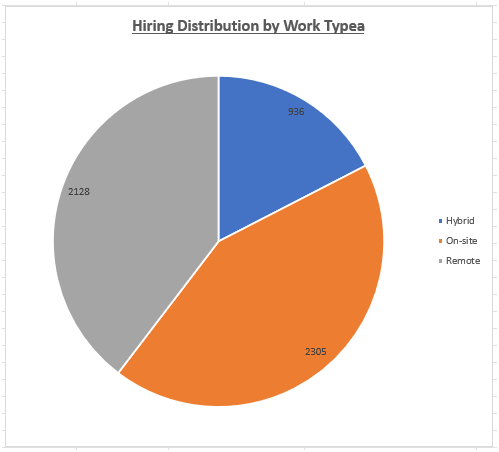 Hiring Distribution by Work Typea
936
2128
Hybrid
On-site
Remote
2305